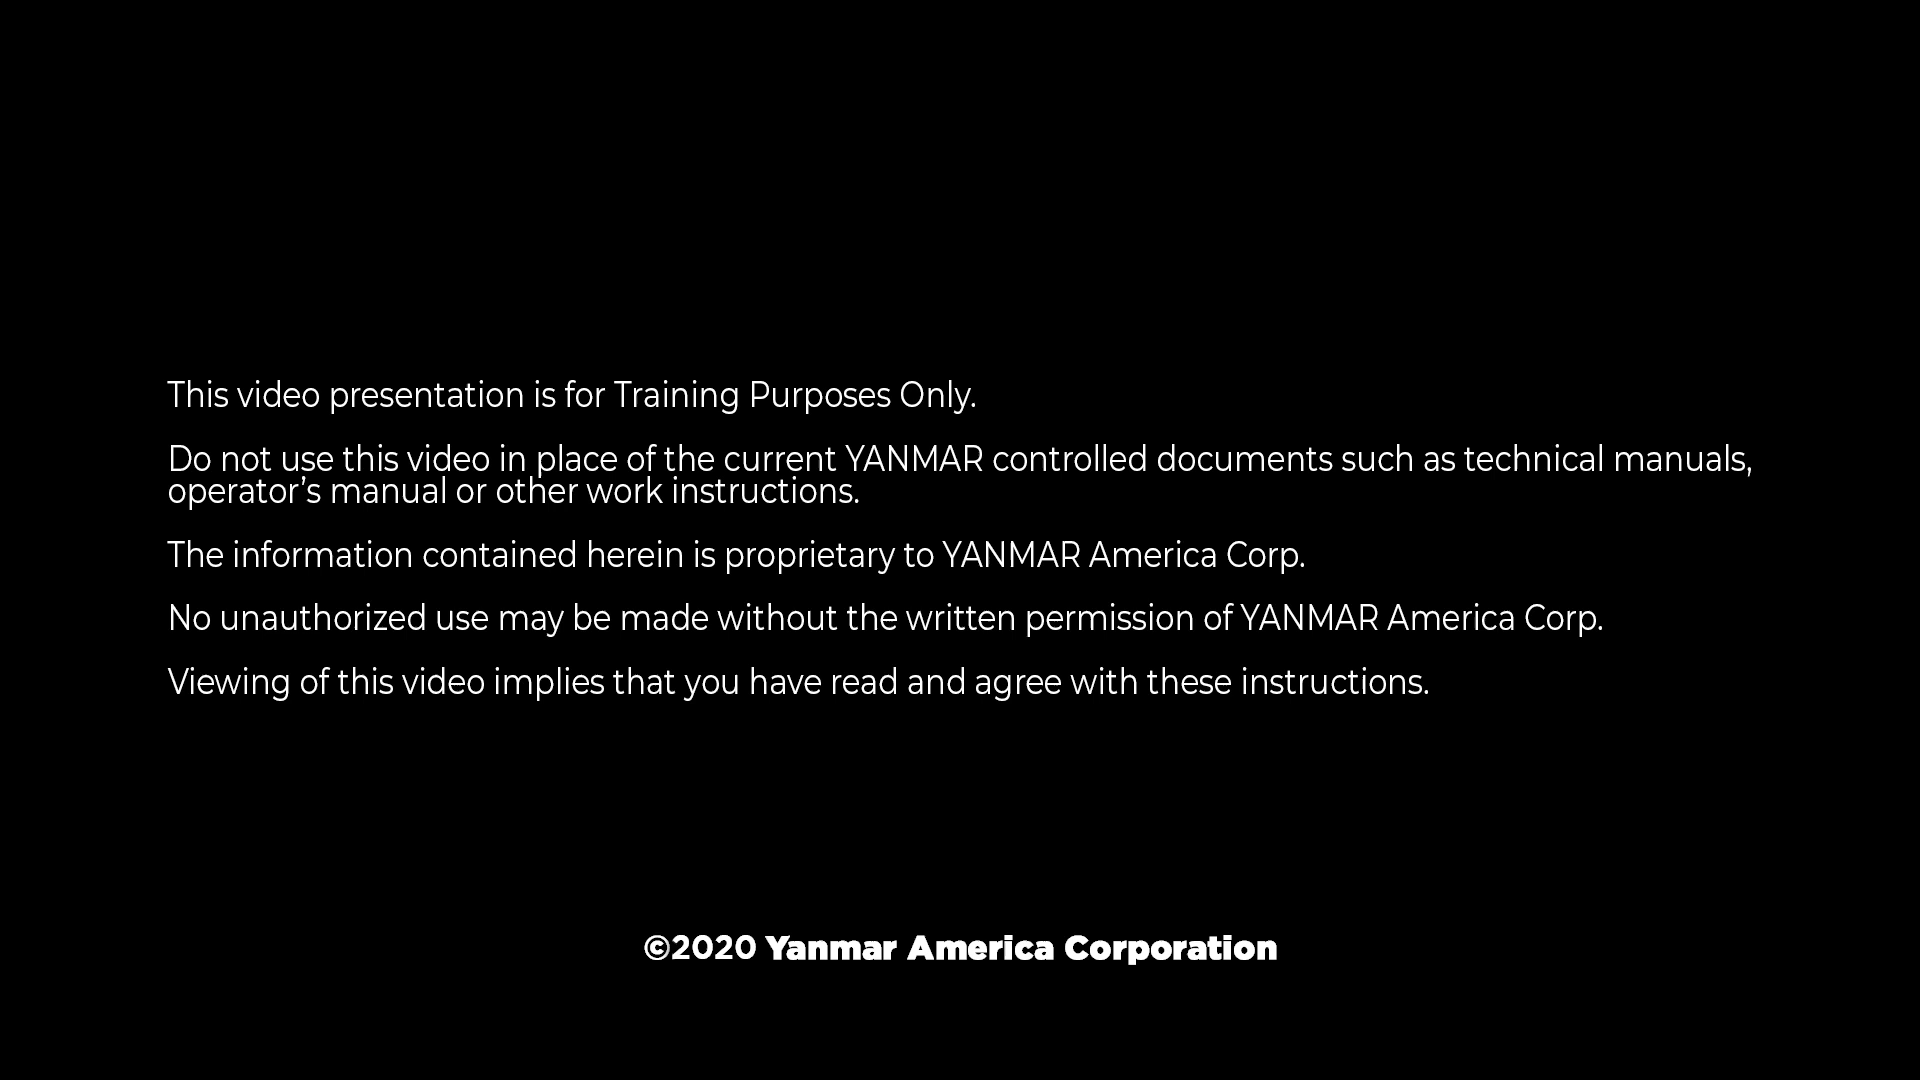 This video presentation is for Training Purposes Only.
Do not use this video in place of the current YANMAR controlled documents such as technical manuals,
operator’s manual or other work instructions.
The information contained herein is proprietary to YANMAR America Corp.
No unauthorized use may be made without the written permission of YANMAR America Corp.
Viewing of this video implies that you have read and agree with these instructions.
©2020 Yanmar America Corporation